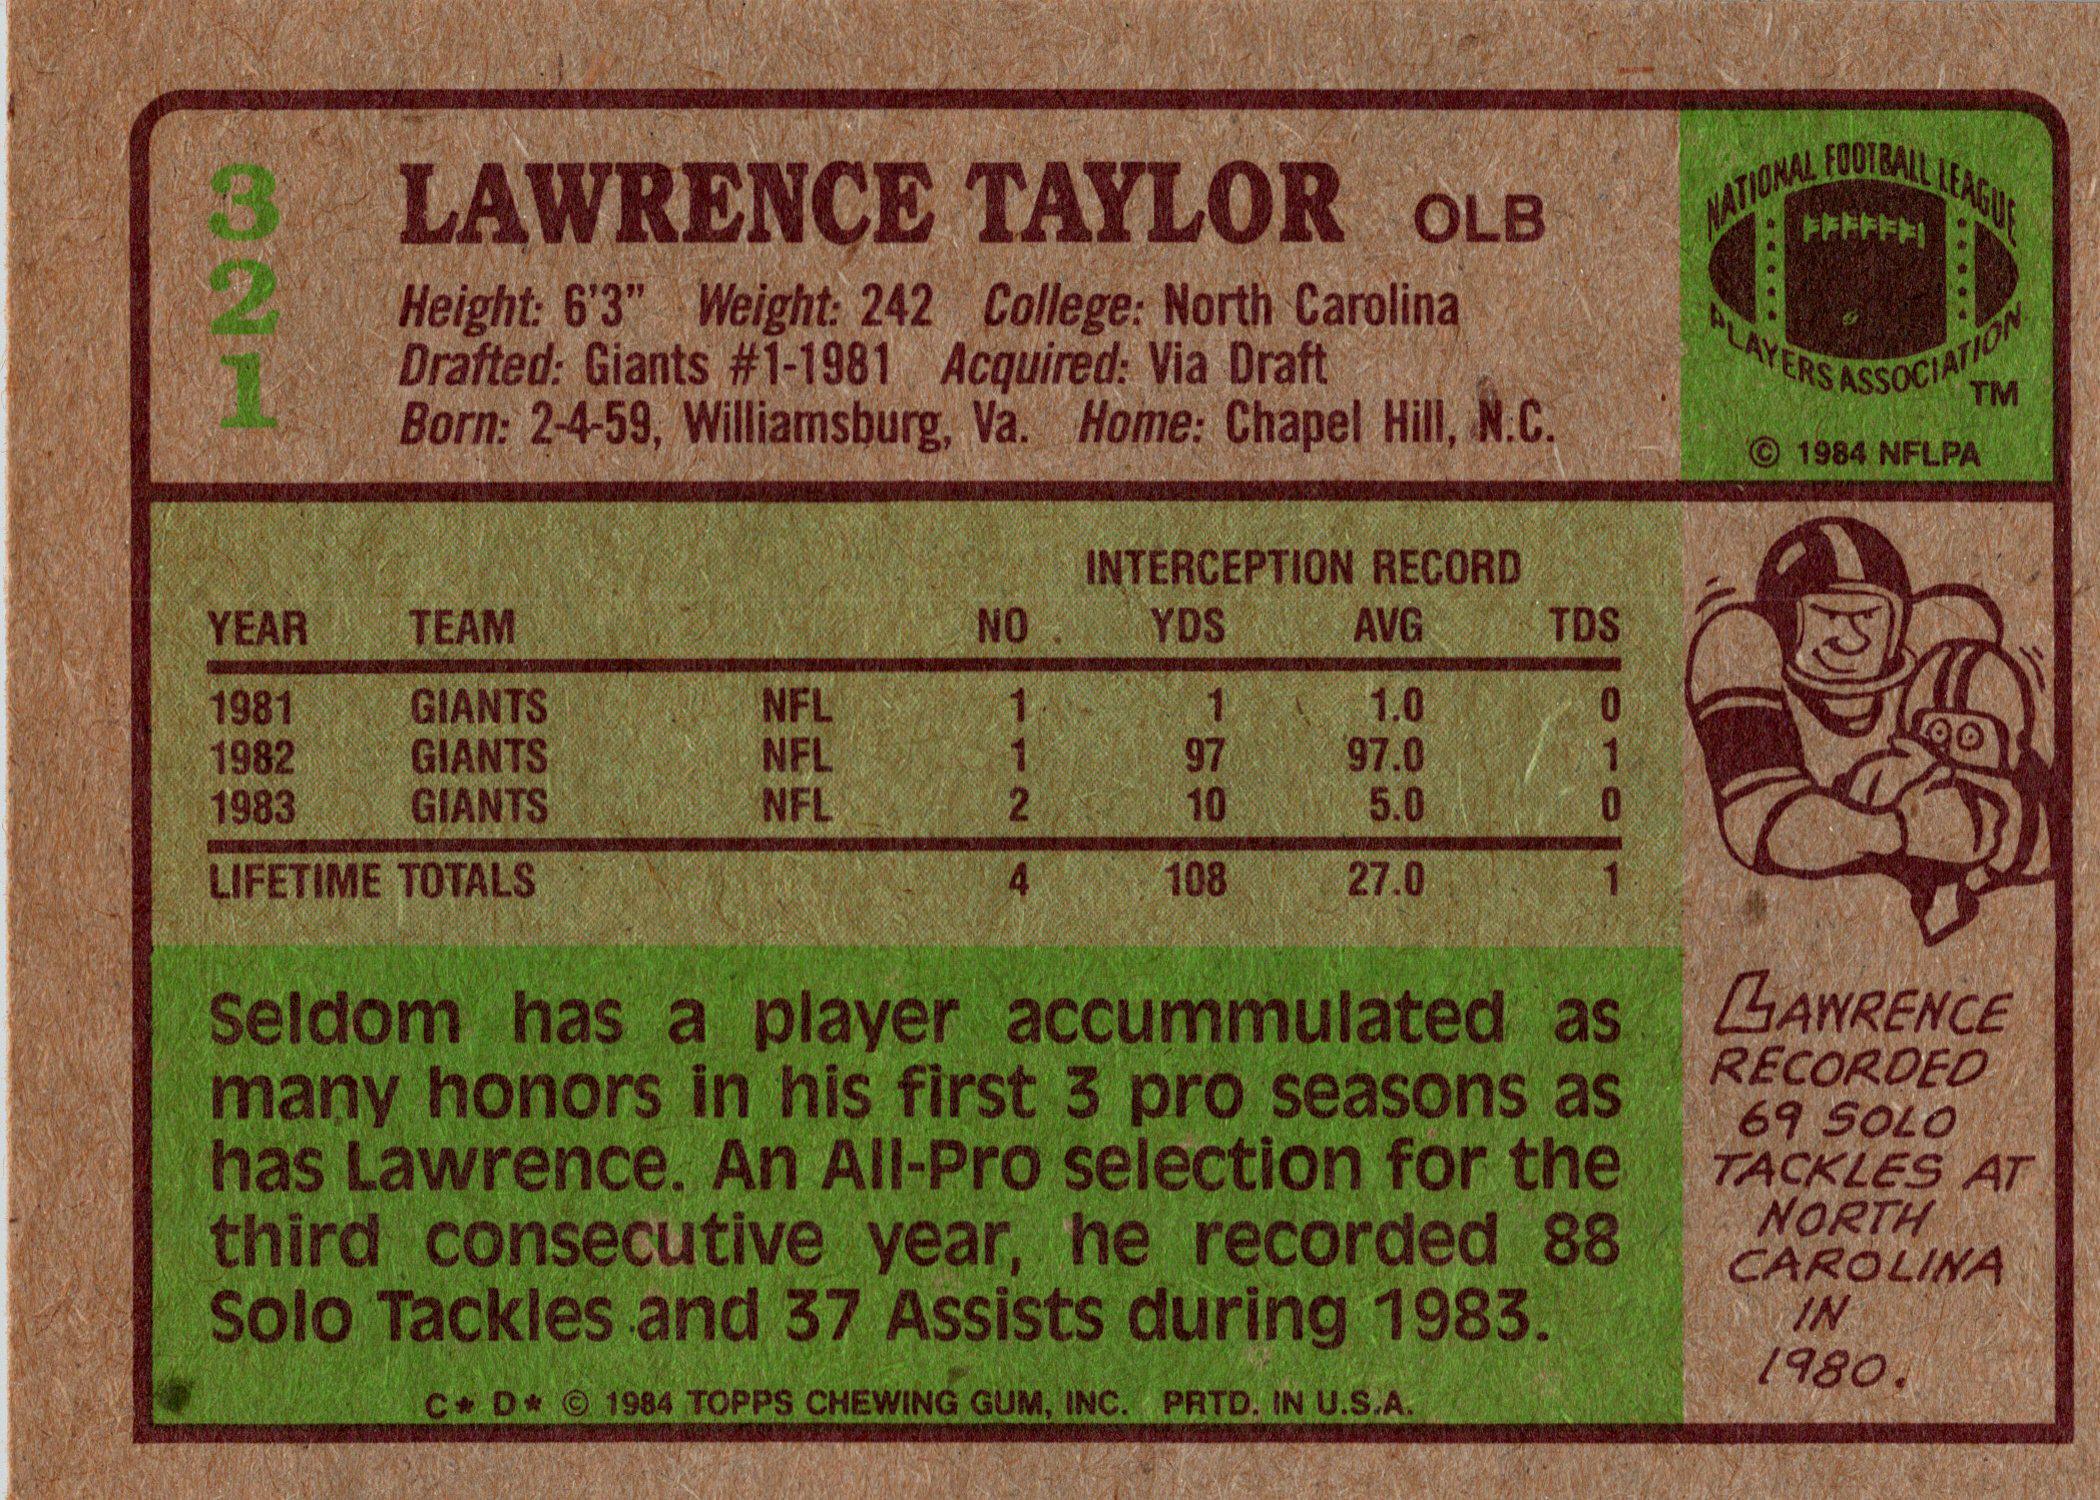 321
LAWRENCE TAYLOR OLB
Height: 6'3" Weight: 242 College: North Carolina
Drafted: Giants #1-1981 Acquired: Via Draft
Born: 2-4-59, Williamsburg, Va. Home: Chapel Hill, N.C.
NATIONAL FOOTBALL LEAGUE
PLAYERS ASSOCIATION
TM
© 1984 NFLPA
INTERCEPTION RECORD
YEAR TEAM NO. YDS AVG TDS
1981 GIANTS NFL 1 1 1.0 0
1982 GIANTS NFL 1 97 97.0 1
1983 GIANTS NFL 2 10 5.0 0
LIFETIME TOTALS 4 108 27.0 1
Seldom has a player accummulated as
many honors in his first 3 pro seasons as
has Lawrence. An All-Pro selection for the
third consecutive year, he recorded 88
Solo Tackles and 37 Assists during 1983.
C* D* © 1984 TOPPS CHEWING GUM, INC. PRTD. IN U.S.A.
LAWRENCE
RECORDED
69 SOLO
TACKLES AT
NORTH
CAROLINA
IN
1980.